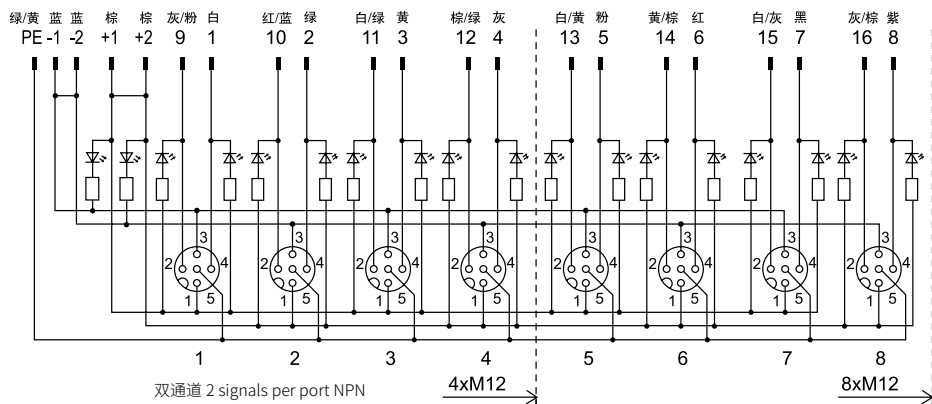 绿/黄 蓝 蓝 棕 棕 灰/粉 白 红/蓝 绿 白/绿 黄 棕/绿 灰 白/黄 粉 黄/棕 红 白/灰 黑 灰/棕 紫
PE -1 -2 +1 +2 9 1 10 2 11 3 12 4 13 5 14 6 15 7 16 8
3 3 3 3 3 3 3 3
2 4 2 4 2 4 2 4 2 4 2 4 2 4 2 4
1 5 1 5 1 5 1 5 1 5 1 5 1 5 1 5
1 2 3 4 5 6 7 8
双通道 2 signals per port NPN 4xM12 8xM12